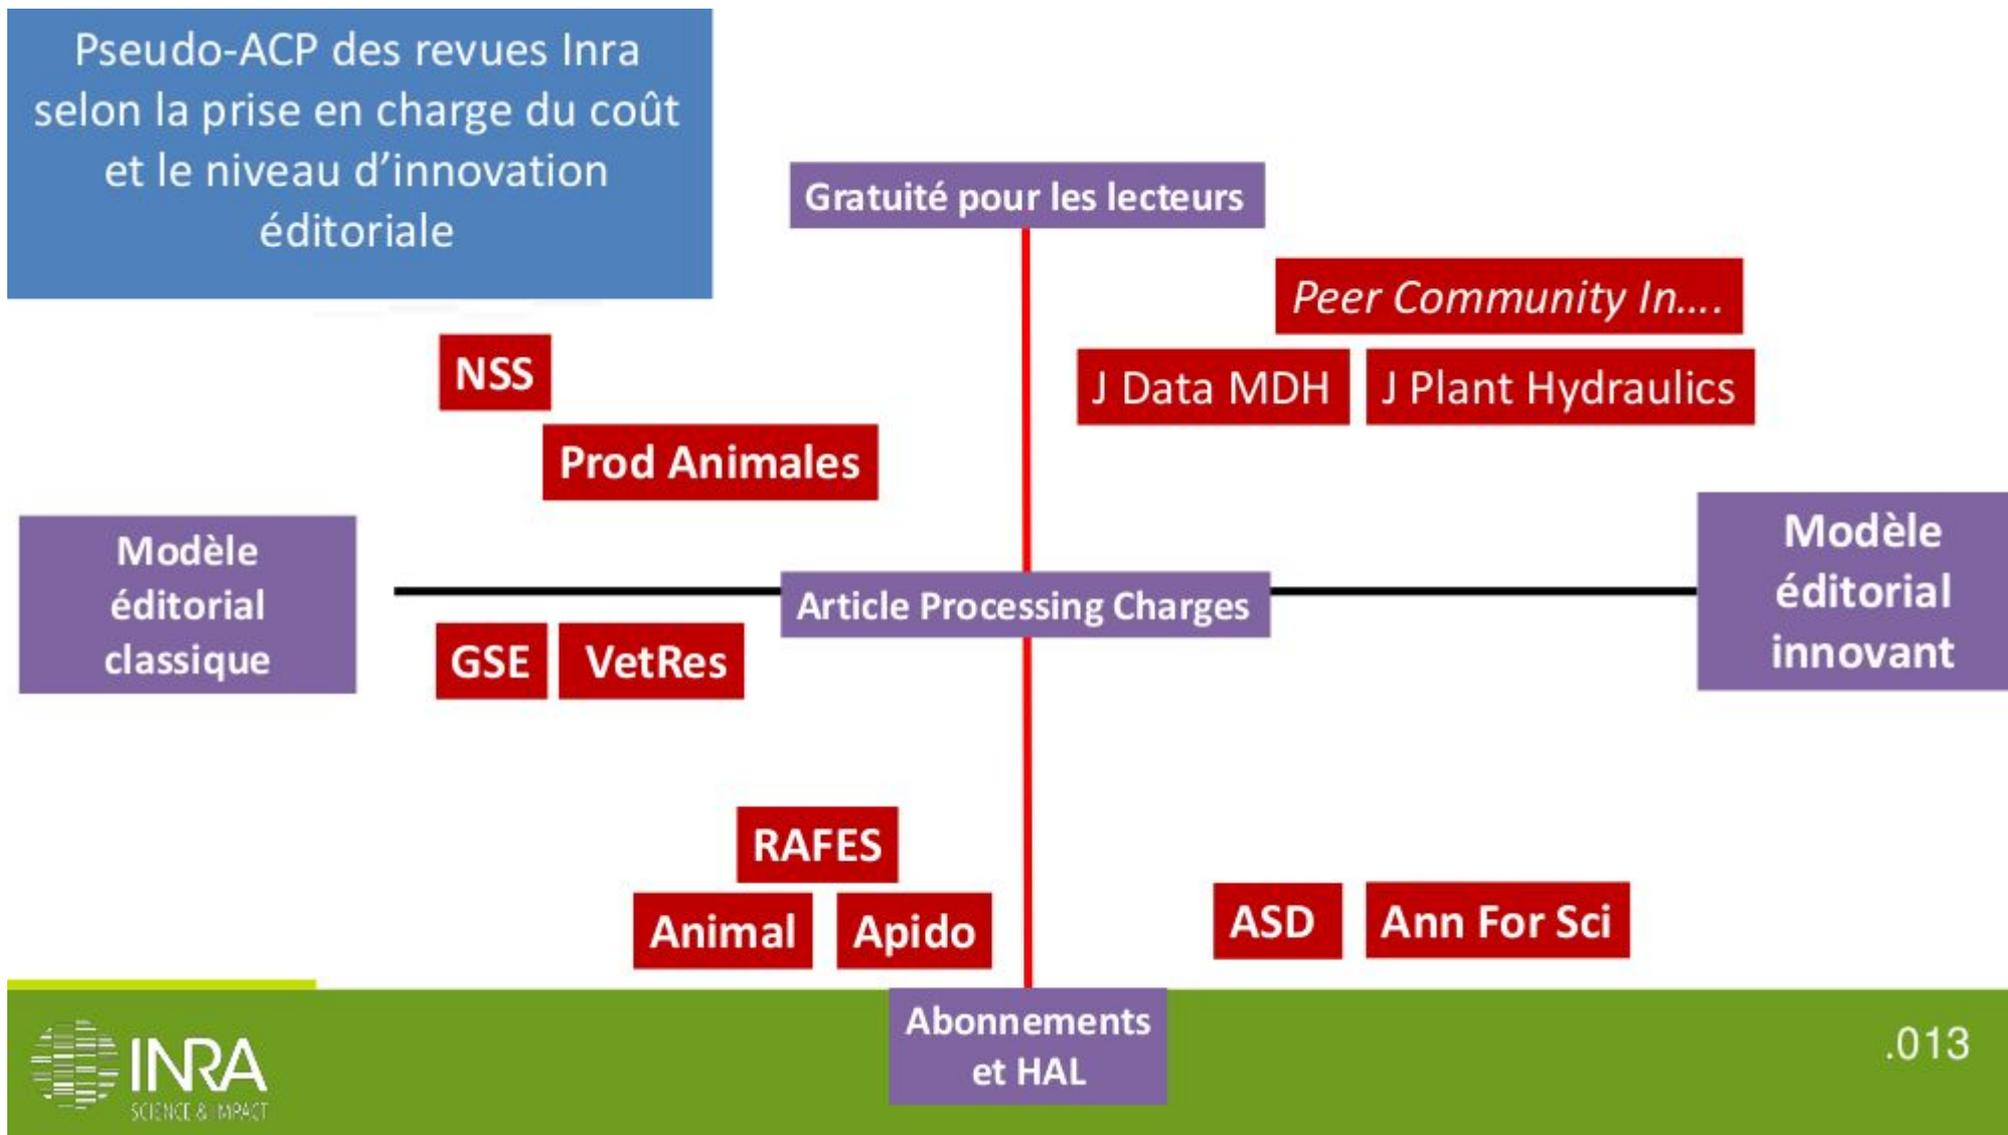 Pseudo-ACP des revues Inra
selon la prise en charge du coût
et le niveau d’innovation
éditoriale
Gratuité pour les lecteurs
Peer Community In....
NSS
J Data MDH
J Plant Hydraulics
Prod Animales
Modèle
éditorial
classique
Article Processing Charges
Modèle
éditorial
innovant
GSE
VetRes
RAFES
Animal
Apido
ASD
Ann For Sci
Abonnements
et HAL
INRA
SCIENCE & IMPACT
.013